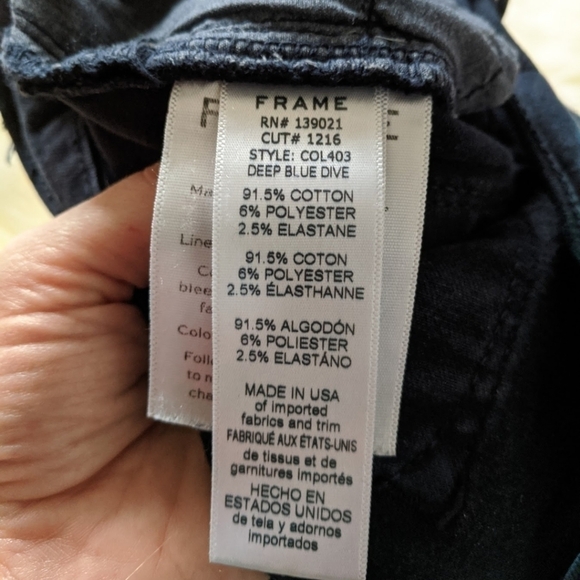 FRAME
RN# 139021
CUT# 1216
STYLE: COL403
DEEP BLUE DIVE
91.5% COTTON
6% POLYESTER
2.5% ELASTANE
91.5% COTON
6% POLYESTER
2.5% ÉLASTHANNE
91.5% ALGODÓN
6% POLIESTER
2.5% ELASTÁNO
MADE IN USA
of imported
fabrics and trim
FABRIQUÉ AUX ÉTATS-UNIS
de tissus et de
garnitures importés
HECHO EN
ESTADOS UNIDOS
de tela y adornos
importados